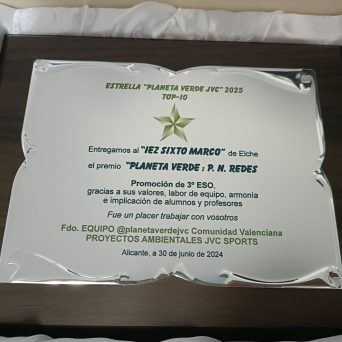 ESTRELLA "PLANETA VERDE JVC" 2025
TOP-10
Entregamos al "IEZ SIXTO MARCO" de Elche
el premio "PLANETA VERDE: P. N. REDES
Promoción de 3º ESO,
gracias a sus valores, labor de equipo, armonía
e implicación de alumnos y profesores
Fue un placer trabajar con vosotros
Fdo. EQUIPO @planetaverdejvc Comunidad Valenciana
PROYECTOS AMBIENTALES JVC SPORTS
Alicante, a 30 de junio de 2024